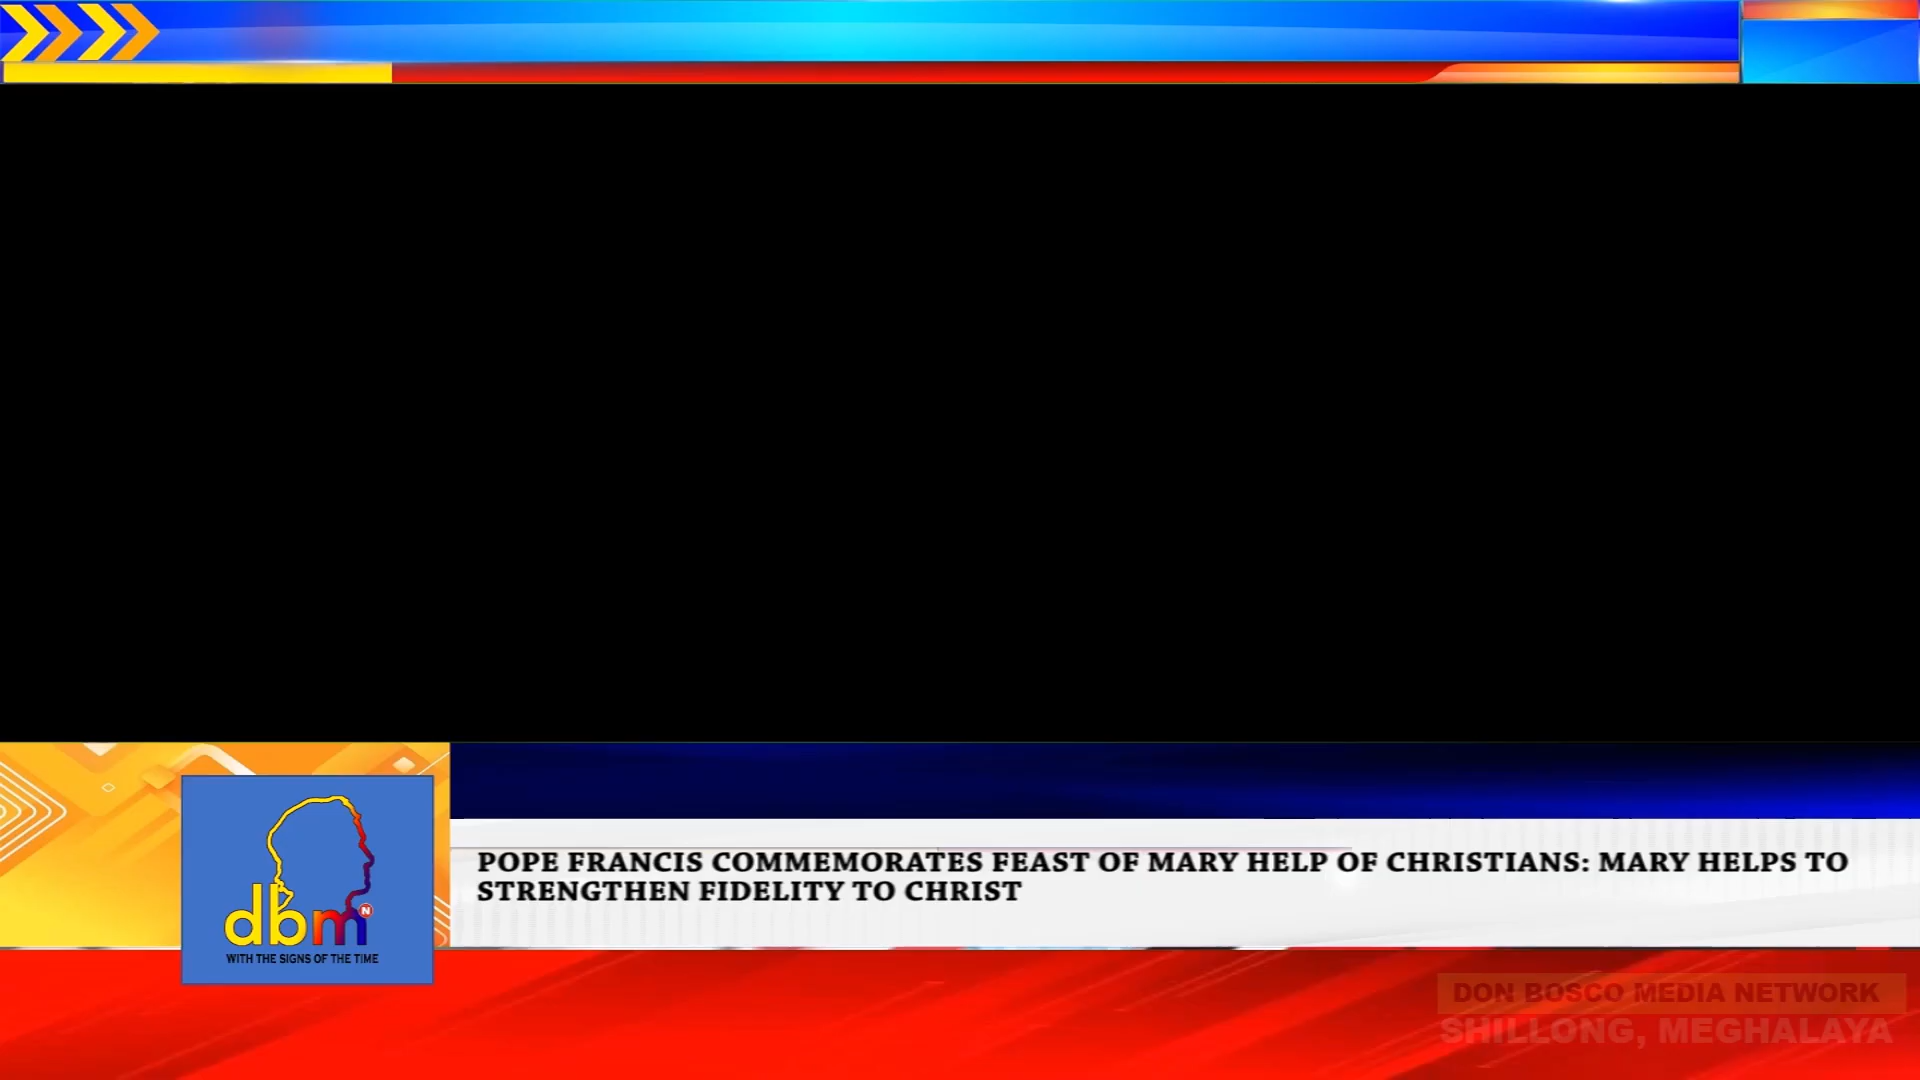 POPE FRANCIS COMMEMORATES FEAST OF MARY HELP OF CHRISTIANS: MARY HELPS TO
STRENGTHEN FIDELITY TO CHRIST
dbm
N
WITH THE SIGNS OF THE TIME
DON BOSCO MEDIA NETWORK
SHILLONG, MEGHALAYA